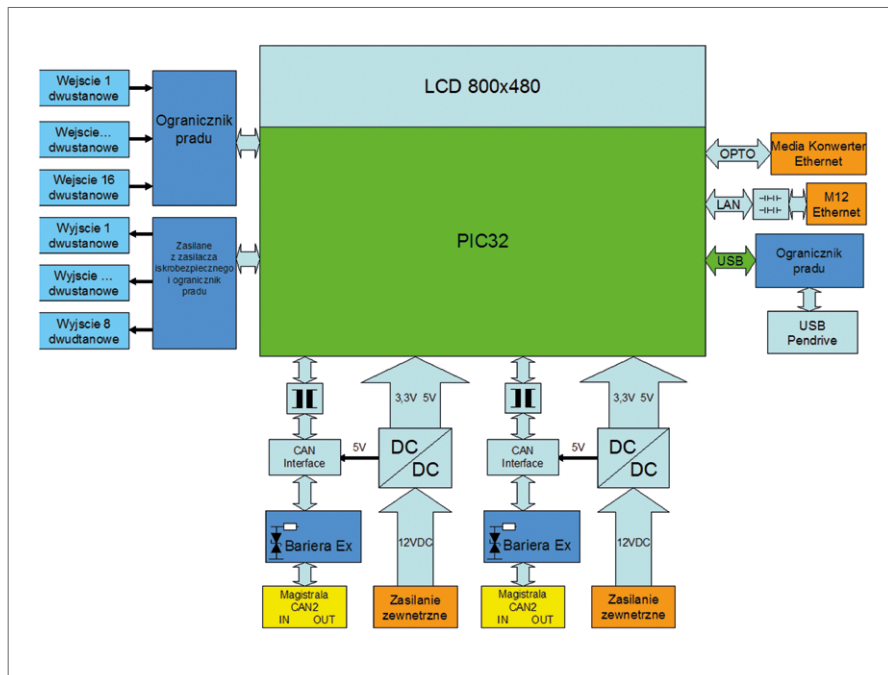 LCD 800x480
Wejscie 1
dwustanowe
Wejscie...
dwustanowe
Wejscie 16
dwustanowe
Ogranicznik
pradu
Wyjscie 1
dwustanowe
Wyjscie ...
dwustanowe
Wyjscie 8
dwudtanowe
Zasilane
z zasilacza
iskrobezpiecznego
i ogranicznik
pradu
PIC32
OPTO
Media Konwerter
Ethernet
LAN
M12
Ethernet
USB
Ogranicznik
pradu
USB
Pendrive
3,3V 5V
3,3V 5V
CAN
Interface
5V
DC
DC
CAN
Interface
5V
DC
DC
Bariera Ex
12VDC
Bariera Ex
12VDC
Magistrala
CAN2
IN OUT
Zasilanie
zewnetrzne
Magistrala
CAN2
IN OUT
Zasilanie
zewnetrzne